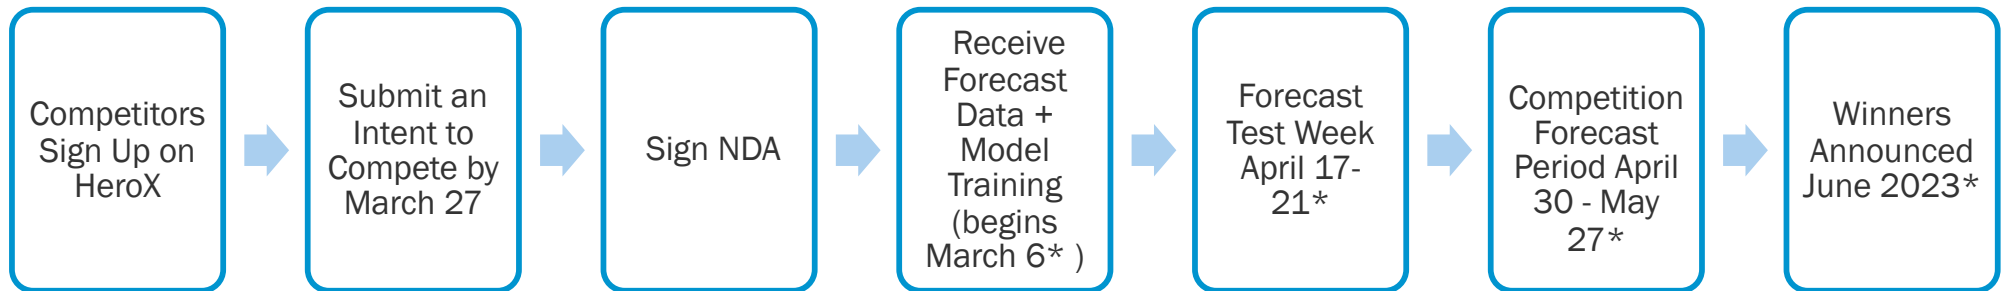 Competitors
Sign Up on
HeroX
Submit an
Intent to
Compete by
March 27
Sign NDA
Receive
Forecast
Data +
Model
Training
(begins
March 6* )
Forecast
Test Week
April 17-
21*
Competition
Forecast
Period April
30 - May
27*
Winners
Announced
June 2023*